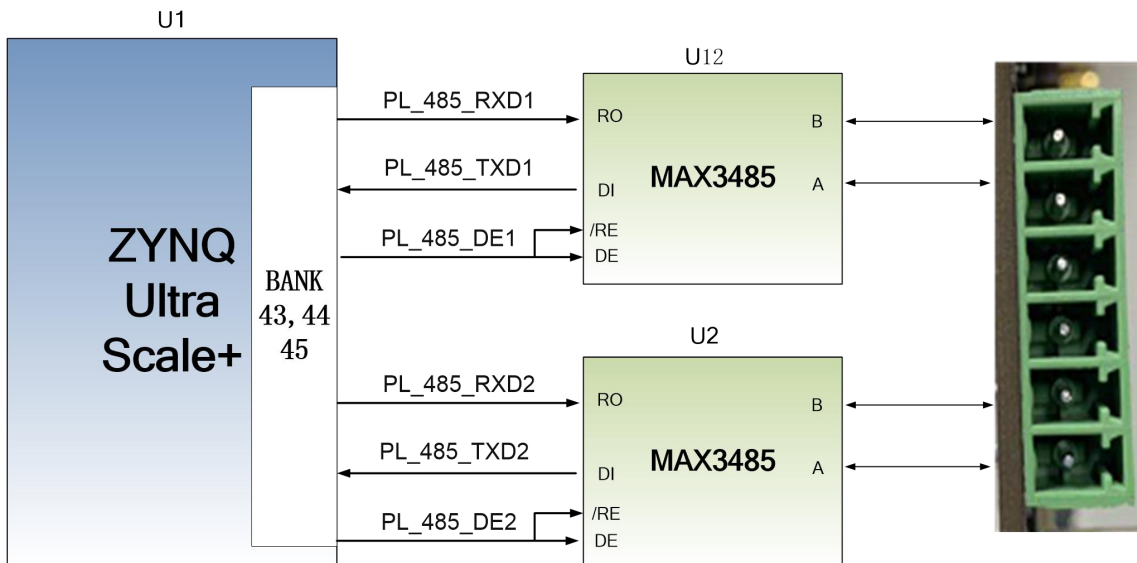 U1
ZYNQ
Ultra
Scale+
BANK
43, 44
45
PL_485_RXD1
PL_485_TXD1
PL_485_DE1
U12
RO
DI
/RE
DE
MAX3485
B
A
PL_485_RXD2
PL_485_TXD2
PL_485_DE2
U2
RO
DI
/RE
DE
MAX3485
B
A